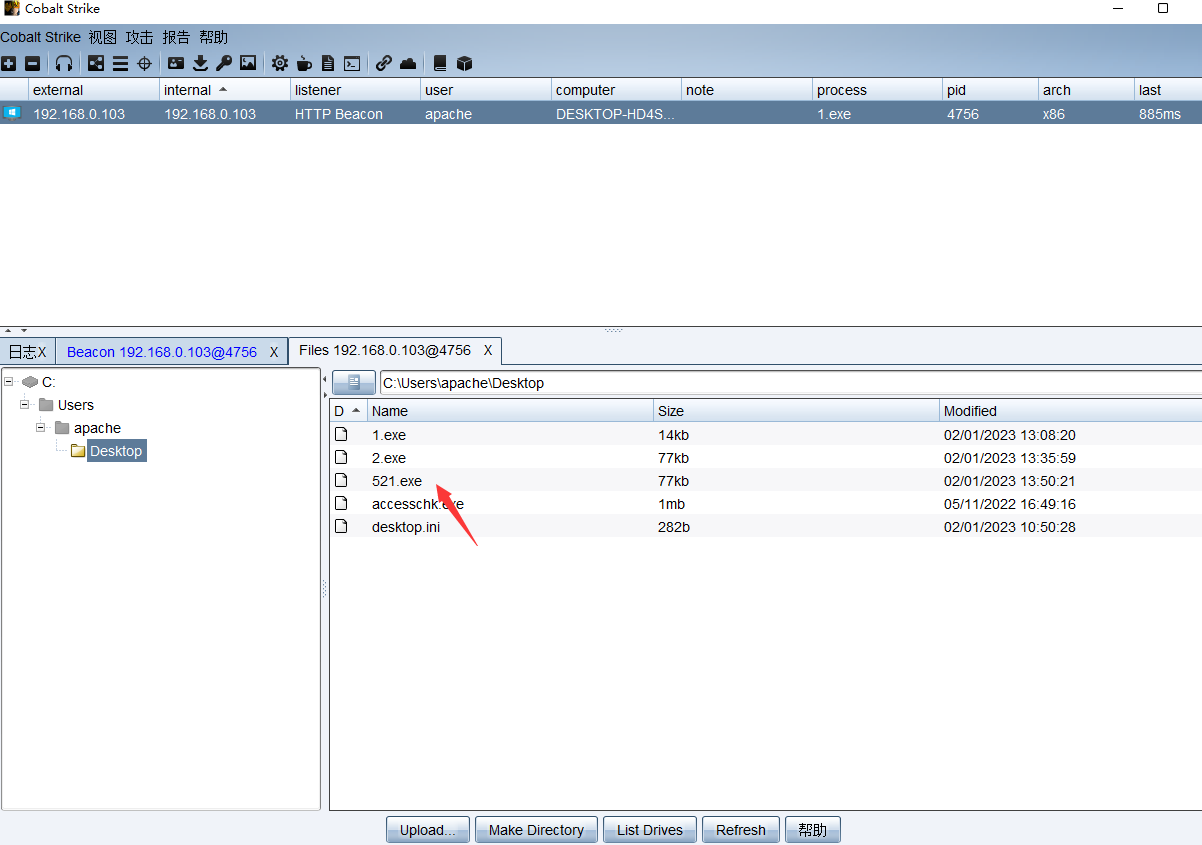 Cobalt Strike
Cobalt Strike 视图 攻击 报告 帮助
external internal listener user computer note process pid arch last
192.168.0.103 192.168.0.103 HTTP Beacon apache DESKTOP-HD4S... 1.exe 4756 x86 885ms
日志X Beacon 192.168.0.103@4756 X Files 192.168.0.103@4756 X
C:
Users
apache
Desktop
C:\Users\apache\Desktop
D Name Size Modified
1.exe 14kb 02/01/2023 13:08:20
2.exe 77kb 02/01/2023 13:35:59
521.exe 77kb 02/01/2023 13:50:21
accesschk.exe 1mb 05/11/2022 16:49:16
desktop.ini 282b 02/01/2023 10:50:28
Upload... Make Directory List Drives Refresh 帮助